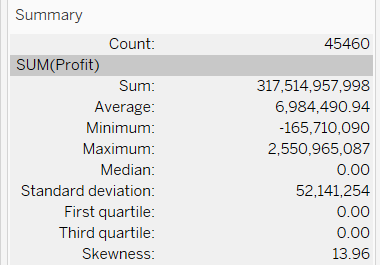 Summary
Count: 45460
SUM(Profit)
Sum: 317,514,957,998
Average: 6,984,490.94
Minimum: -165,710,090
Maximum: 2,550,965,087
Median: 0.00
Standard deviation: 52,141,254
First quartile: 0.00
Third quartile: 0.00
Skewness: 13.96